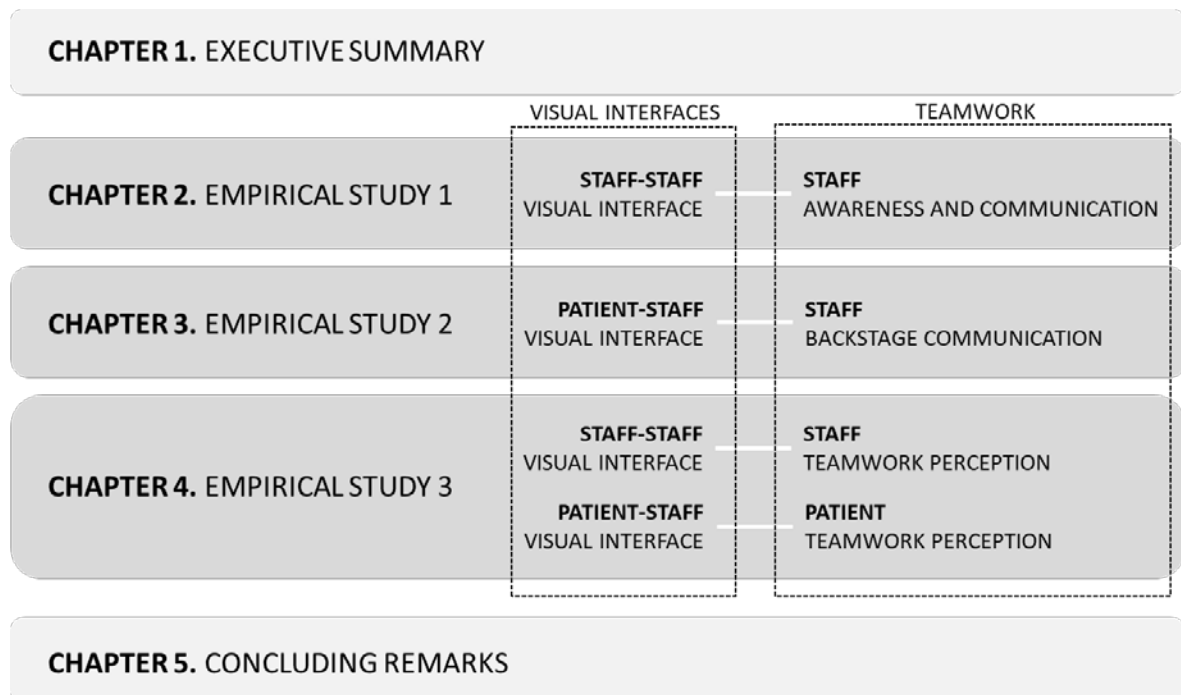 CHAPTER 1. EXECUTIVE SUMMARY
VISUAL INTERFACES
TEAMWORK
CHAPTER 2. EMPIRICAL STUDY 1
STAFF-STAFF
VISUAL INTERFACE
STAFF
AWARENESS AND COMMUNICATION
CHAPTER 3. EMPIRICAL STUDY 2
PATIENT-STAFF
VISUAL INTERFACE
STAFF
BACKSTAGE COMMUNICATION
CHAPTER 4. EMPIRICAL STUDY 3
STAFF-STAFF
VISUAL INTERFACE
STAFF
TEAMWORK PERCEPTION
PATIENT-STAFF
VISUAL INTERFACE
PATIENT
TEAMWORK PERCEPTION
CHAPTER 5. CONCLUDING REMARKS